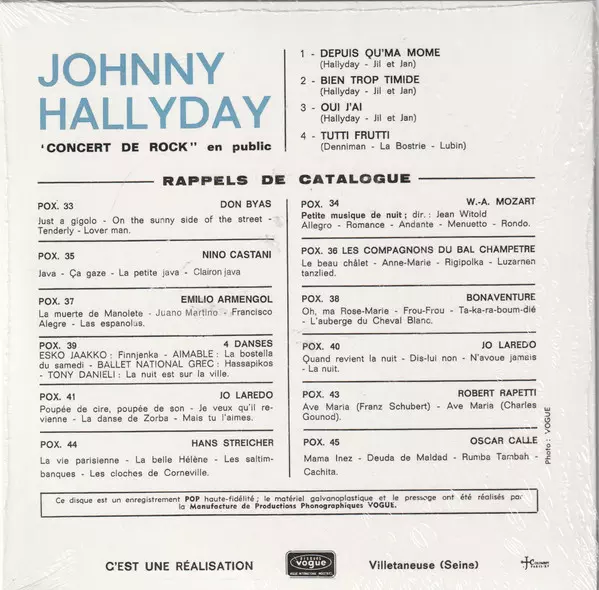 JOHNNY
HALLYDAY
'CONCERT DE ROCK" en public
1 - DEPUIS QU'MA MOME
(Hallyday - Jil et Jan)
2 - BIEN TROP TIMIDE
(Hallyday - Jil et Jan)
3 - OUI J'AI
(Hallyday - Jil et Jan)
4 - TUTTI FRUTTI
(Denniman - La Bostrie - Lubin)
RAPPELS DE CATALOGUE
POX. 33 DON BYAS
Just a gigolo - On the sunny side of the street -
Tenderly - Lover man.
POX. 35 NINO CASTANI
Java - Ça gaze - La petite java - Clairon java
POX. 37 EMILIO ARMENGOL
La muerte de Manolete - Juano Martino - Francisco
Alegre - Las espanolus.
POX. 39 4 DANSES
ESKO JAAKKO : Finnjenka - AIMABLE : La bostella
du samedi - BALLET NATIONAL GREC : Hassapikos
- TONY DANIELI : La nuit est sur la ville.
POX. 41 JO LAREDO
Poupée de cire, poupée de son - Je veux qu'il re-
vienne - La danse de Zorba - Mais tu l'aimes.
POX. 44 HANS STREICHER
La vie parisienne - La belle Hélène - Les saltim-
banques - Les cloches de Corneville.
POX. 34 W.-A. MOZART
Petite musique de nuit ; dir. : Jean Witold
Allegro - Romance - Andante - Menuetto - Rondo.
POX. 36 LES COMPAGNONS DU BAL CHAMPETRE
Le beau châlet - Anne-Marie - Rigipolka - Luzarnen
tanzlied.
POX. 38 BONAVENTURE
Oh, ma Rose-Marie - Frou-Frou - Ta-ka-ra-boum-dié
- L'auberge du Cheval Blanc.
POX. 40 JO LAREDO
Quand revient la nuit - Dis-lui non - N'avoue jamais
- La nuit.
POX. 43 ROBERT RAPETTI
Ave Maria (Franz Schubert) - Ave Maria (Charles
Gounod).
POX. 45 OSCAR CALLE
Mama Inez - Deuda de Maldad - Rumba Tambah -
Cachita.
Photo : VOGUE
Ce disque est un enregistrement POP haute-fidélité ; le matériel galvanoplastique et le pressage ont été réalisés par
la Manufacture de Productions Phonographiques VOGUE.
C'EST UNE RÉALISATION
DISQUES
vogue
Villetaneuse (Seine)